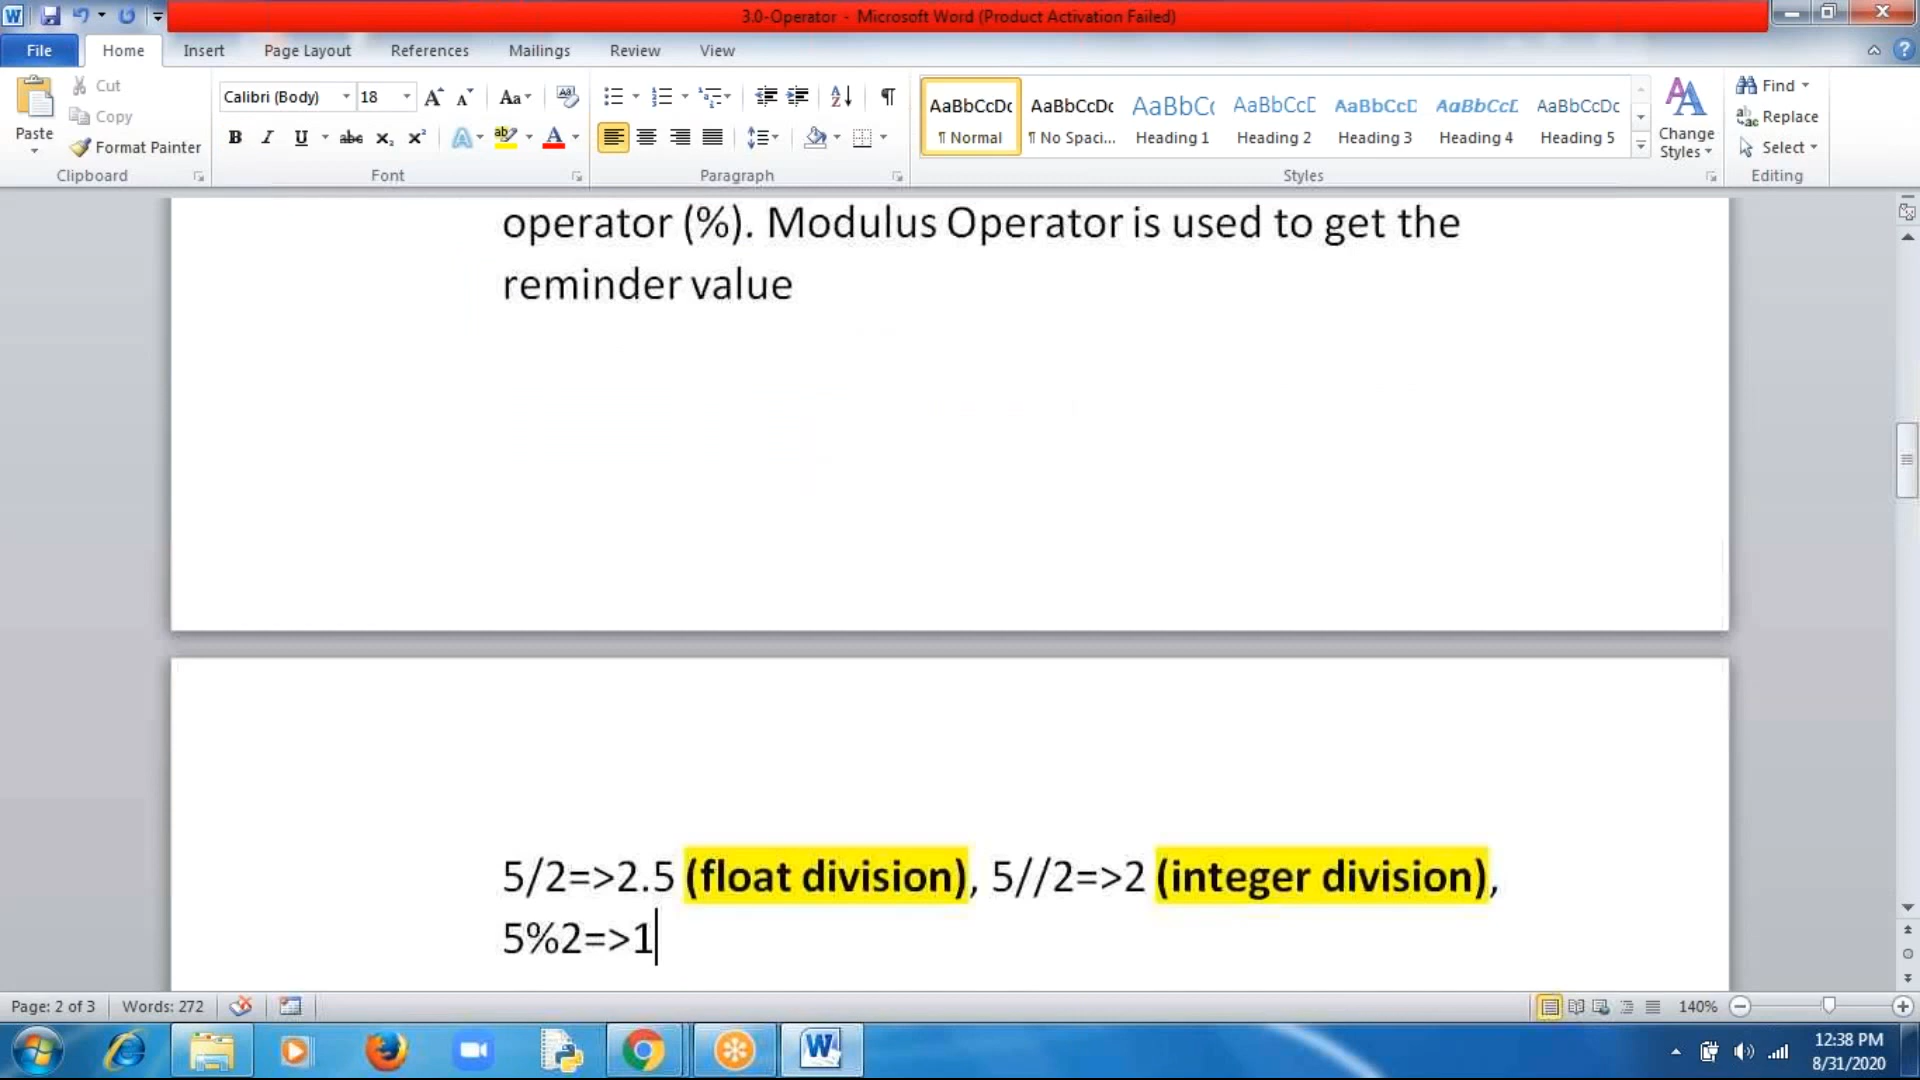 3.0-Operator - Microsoft Word (Product Activation Failed)
File Home Insert Page Layout References Mailings Review View
Paste
Cut
Copy
Format Painter
Clipboard
Calibri (Body) 18
Font
Paragraph
AaBbCcDc AaBbCcDc AaBbC( AaBbCcD AaBbCcD AaBbCcD AaBbCcDc
¶ Normal ¶ No Spaci... Heading 1 Heading 2 Heading 3 Heading 4 Heading 5
Change Styles
Styles
Find
Replace
Select
Editing
operator (%). Modulus Operator is used to get the
reminder value
5/2=>2.5 (float division), 5//2=>2 (integer division),
5%2=>1
Page: 2 of 3 Words: 272 140%
12:38 PM
8/31/2020